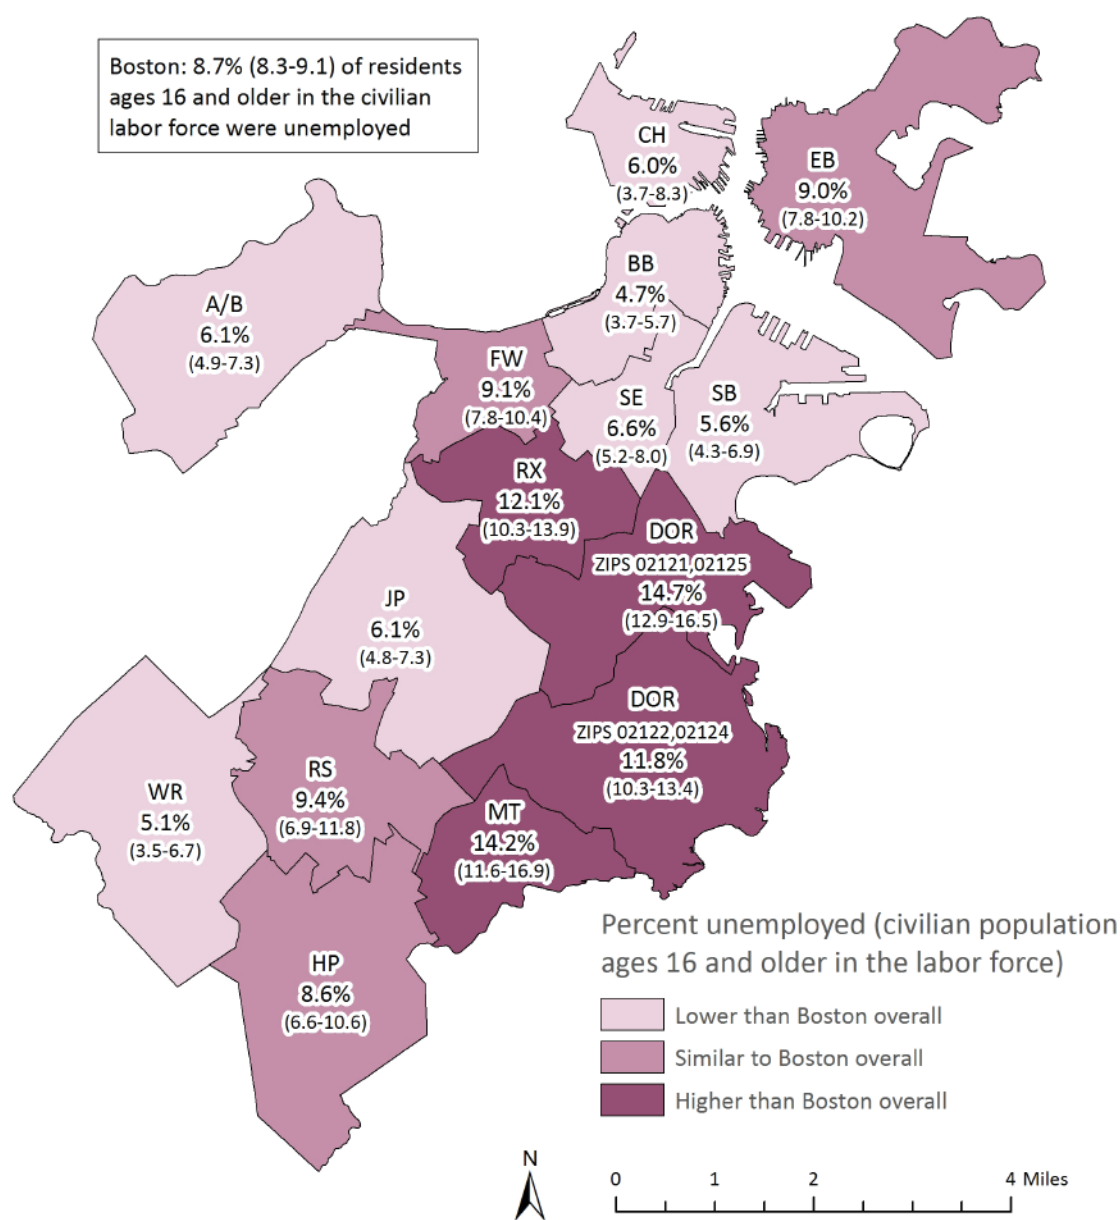 Boston: 8.7% (8.3-9.1) of residents
ages 16 and older in the civilian
labor force were unemployed
CH
6.0%
(3.7-8.3)
EB
9.0%
(7.8-10.2)
BB
4.7%
(3.7-5.7)
A/B
6.1%
(4.9-7.3)
FW
9.1%
(7.8-10.4)
SE
6.6%
(5.2-8.0)
SB
5.6%
(4.3-6.9)
RX
12.1%
(10.3-13.9)
DOR
ZIPS 02121,02125
14.7%
(12.9-16.5)
JP
6.1%
(4.8-7.3)
DOR
ZIPS 02122,02124
11.8%
(10.3-13.4)
RS
9.4%
(6.9-11.8)
WR
5.1%
(3.5-6.7)
MT
14.2%
(11.6-16.9)
HP
8.6%
(6.6-10.6)
Percent unemployed (civilian population
ages 16 and older in the labor force)
Lower than Boston overall
Similar to Boston overall
Higher than Boston overall
N
0 1 2 4 Miles